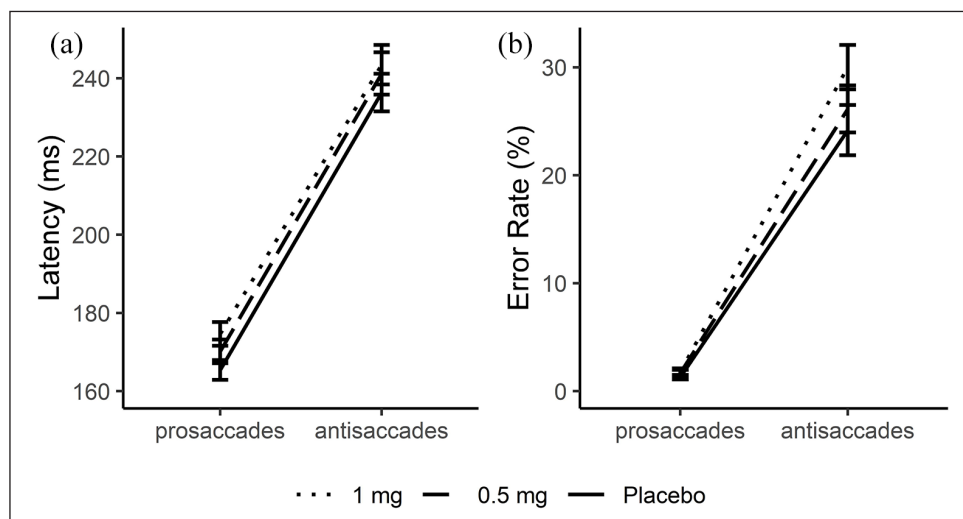 (a)
Latency (ms)
240
220
200
180
160
prosaccades antisaccades
(b)
Error Rate (%)
30
20
10
0
prosaccades antisaccades
1 mg 0.5 mg Placebo